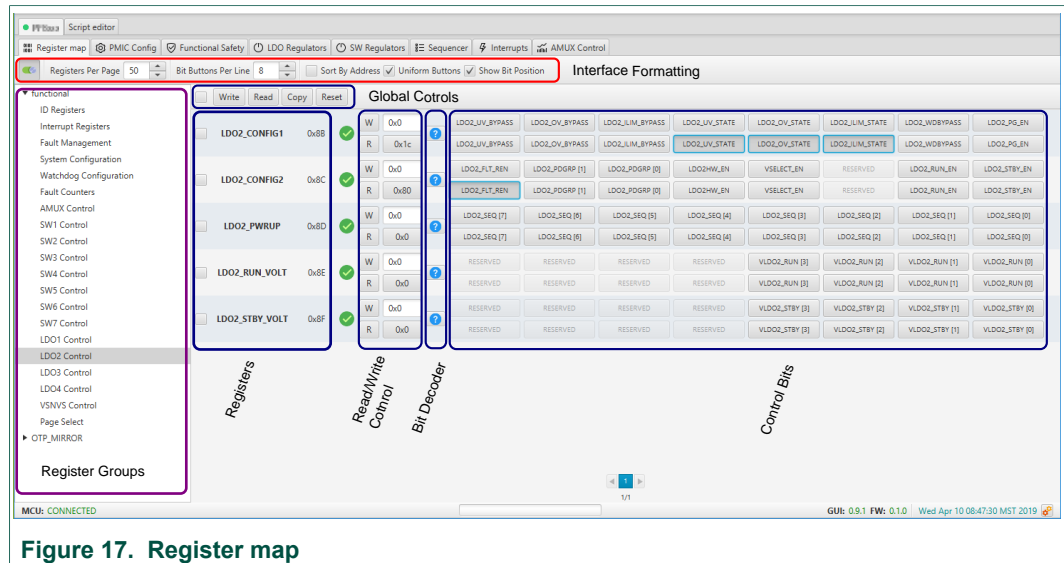 Script editor
Register map PMIC Config Functional Safety LDO Regulators SW Regulators Sequencer Interrupts AMUX Control
Registers Per Page 50 Bit Buttons Per Line 8 Sort By Address Uniform Buttons Show Bit Position Interface Formatting
functional Write Read Copy Reset Global Cotrols
ID Registers
Interrupt Registers
Fault Management
System Configuration
Watchdog Configuration
Fault Counters
AMUX Control
SW1 Control
SW2 Control
SW3 Control
SW4 Control
SW5 Control
SW6 Control
SW7 Control
LDO1 Control
LDO2 Control
LDO3 Control
LDO4 Control
VSNVS Control
Page Select
OTP_MIRROR
Register Groups
LDO2_CONFIG1 0x8B
W 0x0 LDO2_UV_BYPASS LDO2_OV_BYPASS LDO2_ILIM_BYPASS LDO2_UV_STATE LDO2_OV_STATE LDO2_ILIM_STATE LDO2_WDBYPASS LDO2_PG_EN
R 0x1c LDO2_UV_BYPASS LDO2_OV_BYPASS LDO2_ILIM_BYPASS LDO2_UV_STATE LDO2_OV_STATE LDO2_ILIM_STATE LDO2_WDBYPASS LDO2_PG_EN
LDO2_CONFIG2 0x8C
W 0x0 LDO2_FLT_REN LDO2_PDGRP [1] LDO2_PDGRP [0] LDO2HW_EN VSELECT_EN RESERVED LDO2_RUN_EN LDO2_STBY_EN
R 0x80 LDO2_FLT_REN LDO2_PDGRP [1] LDO2_PDGRP [0] LDO2HW_EN VSELECT_EN RESERVED LDO2_RUN_EN LDO2_STBY_EN
LDO2_PWRUP 0x8D
W 0x0 LDO2_SEQ [7] LDO2_SEQ [6] LDO2_SEQ [5] LDO2_SEQ [4] LDO2_SEQ [3] LDO2_SEQ [2] LDO2_SEQ [1] LDO2_SEQ [0]
R 0x0 LDO2_SEQ [7] LDO2_SEQ [6] LDO2_SEQ [5] LDO2_SEQ [4] LDO2_SEQ [3] LDO2_SEQ [2] LDO2_SEQ [1] LDO2_SEQ [0]
LDO2_RUN_VOLT 0x8E
W 0x0 RESERVED RESERVED RESERVED RESERVED VLDO2_RUN [3] VLDO2_RUN [2] VLDO2_RUN [1] VLDO2_RUN [0]
R 0x0 RESERVED RESERVED RESERVED RESERVED VLDO2_RUN [3] VLDO2_RUN [2] VLDO2_RUN [1] VLDO2_RUN [0]
LDO2_STBY_VOLT 0x8F
W 0x0 RESERVED RESERVED RESERVED RESERVED VLDO2_STBY [3] VLDO2_STBY [2] VLDO2_STBY [1] VLDO2_STBY [0]
R 0x0 RESERVED RESERVED RESERVED RESERVED VLDO2_STBY [3] VLDO2_STBY [2] VLDO2_STBY [1] VLDO2_STBY [0]
Registers
Read/Write
Cotnrol
Bit Decoder
Control Bits
1
1/1
MCU: CONNECTED GUI: 0.9.1 FW: 0.1.0 Wed Apr 10 08:47:30 MST 2019
Figure 17. Register map